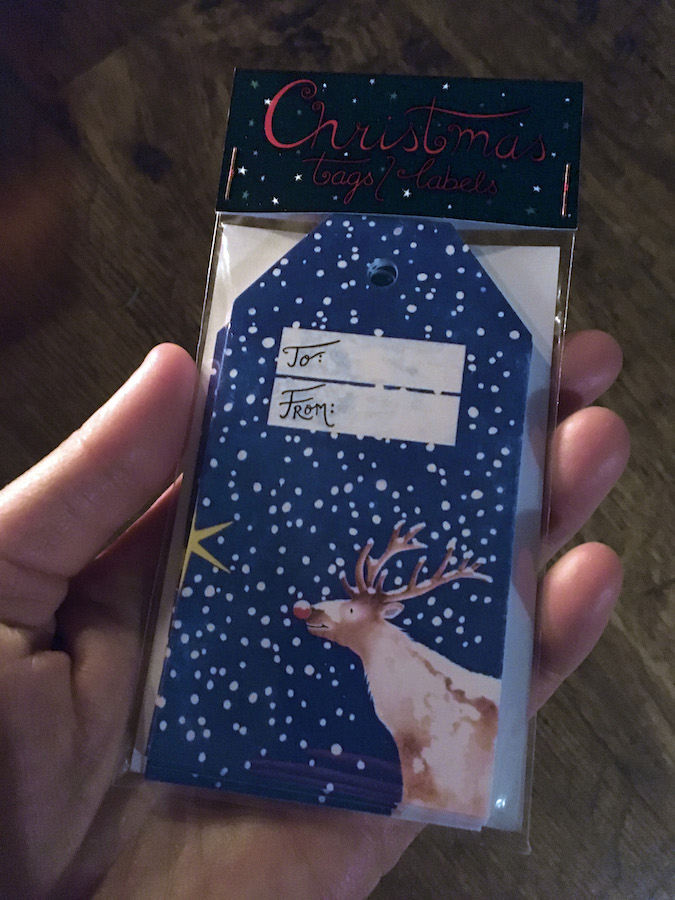 Christmas
tags/labels
To:
From: